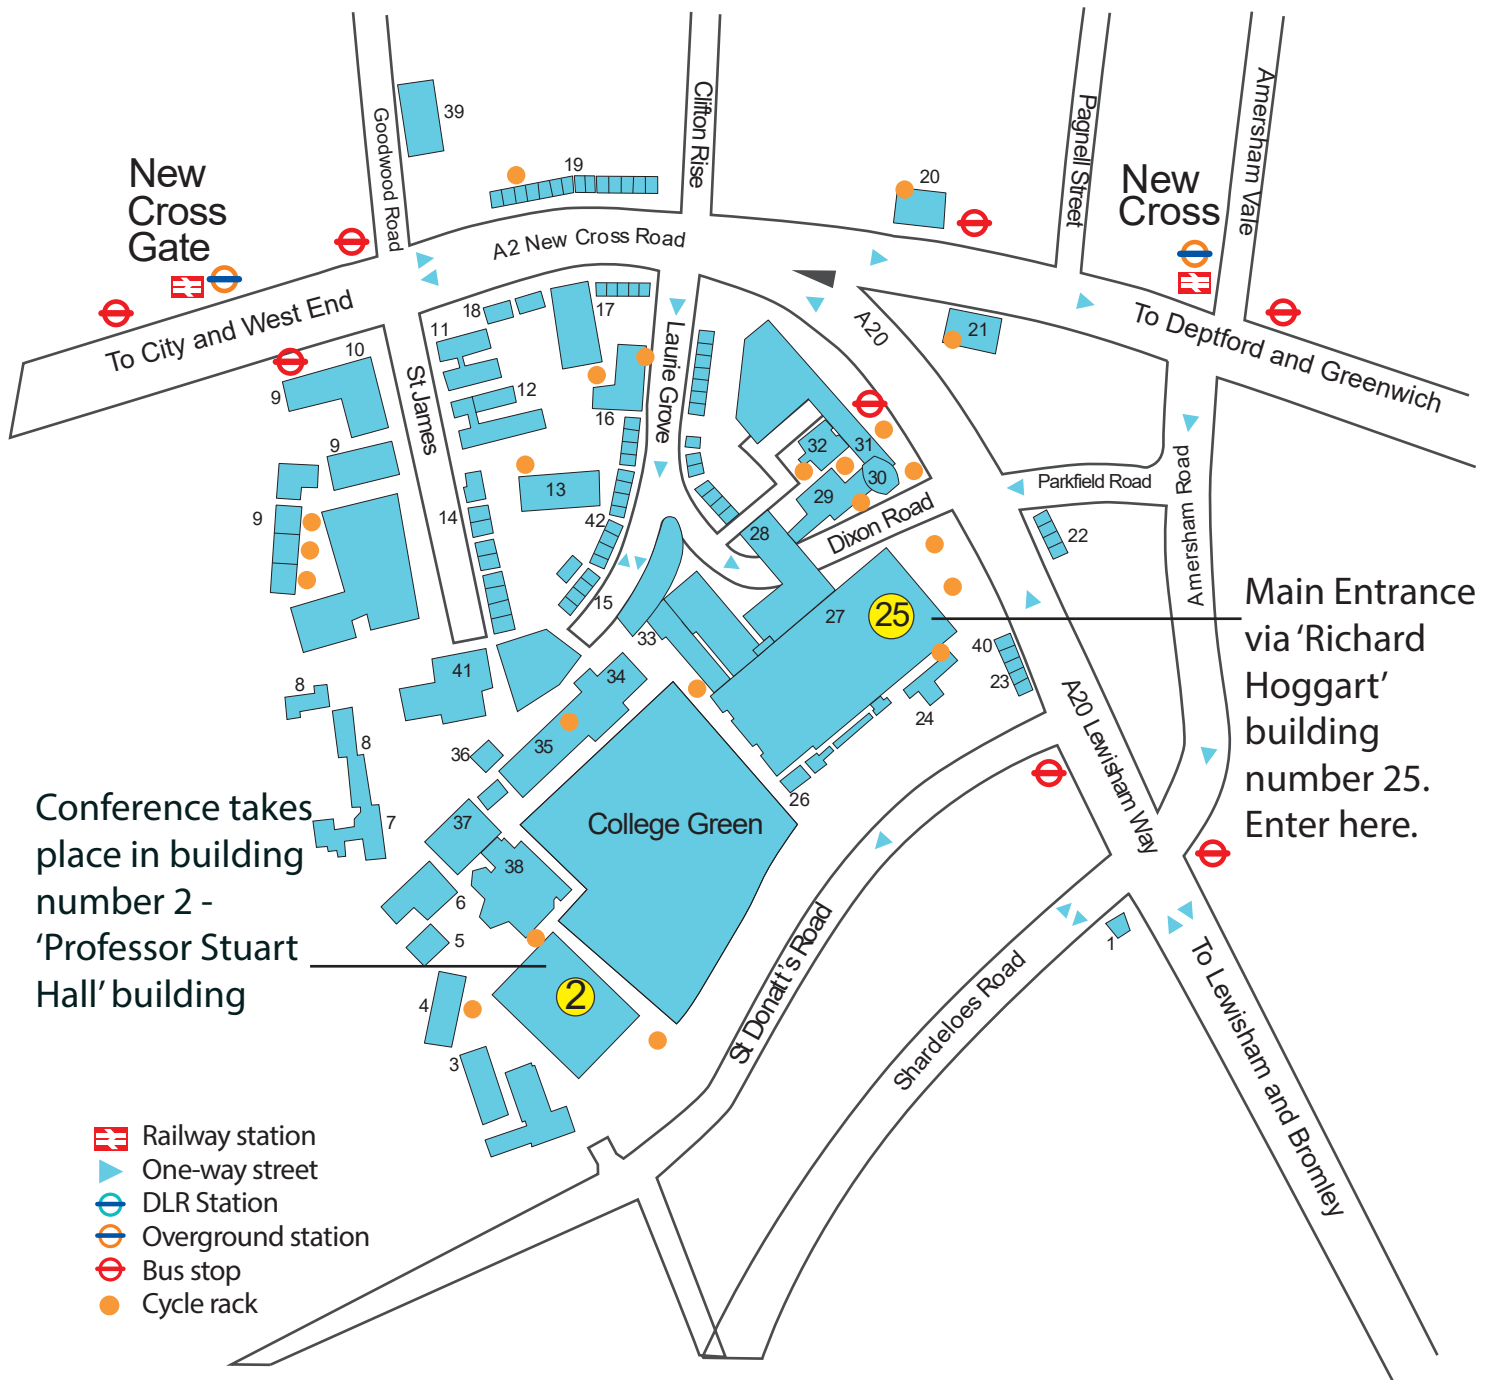 New
Cross
Gate
Goodwood Road
39
19
Clifton Rise
20
Pagnell Street
New
Cross
Amersham Vale
A2 New Cross Road
To City and West End
To Deptford and Greenwich
A20
21
18
17
11
10
9
St James
12
16
Laurie Grove
9
9
13
14
42
32
31
30
29
28
Dixon Road
Parkfield Road
22
Amersham Road
15
33
27
25
40
23
24
26
Main Entrance
via ‘Richard
Hoggart’
building
number 25.
Enter here.
41
34
35
36
8
8
7
37
38
6
5
4
3
2
College Green
A20 Lewisham Way
St Donatt's Road
Shardeloes Road
1
To Lewisham and Bromley
Conference takes
place in building
number 2 -
‘Professor Stuart
Hall’ building
Railway station
One-way street
DLR Station
Overground station
Bus stop
Cycle rack